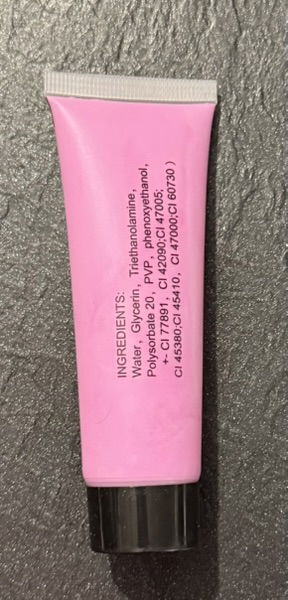 INGREDIENTS:
Water, Glycerin, Triethanolamine,
Polysorbate 20, PVP, phenoxyethanol,
+- CI 77891, CI 42090;CI 47005;
CI 45380;CI 45410, CI 47000;CI 60730 )